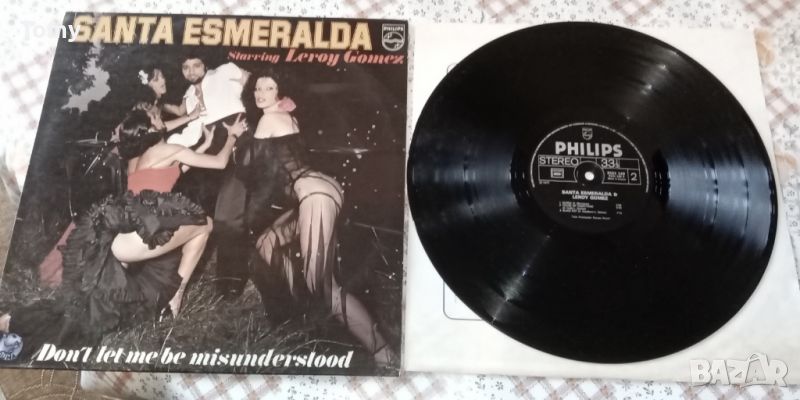 Tomy
SANTA ESMERALDA
Starring Leroy Gomez
PHILIPS
Don't let me be misunderstood
PHILIPS
STEREO 33⅓
2
SANTA ESMERALDA &
LEROY GOMEZ
BAZAR